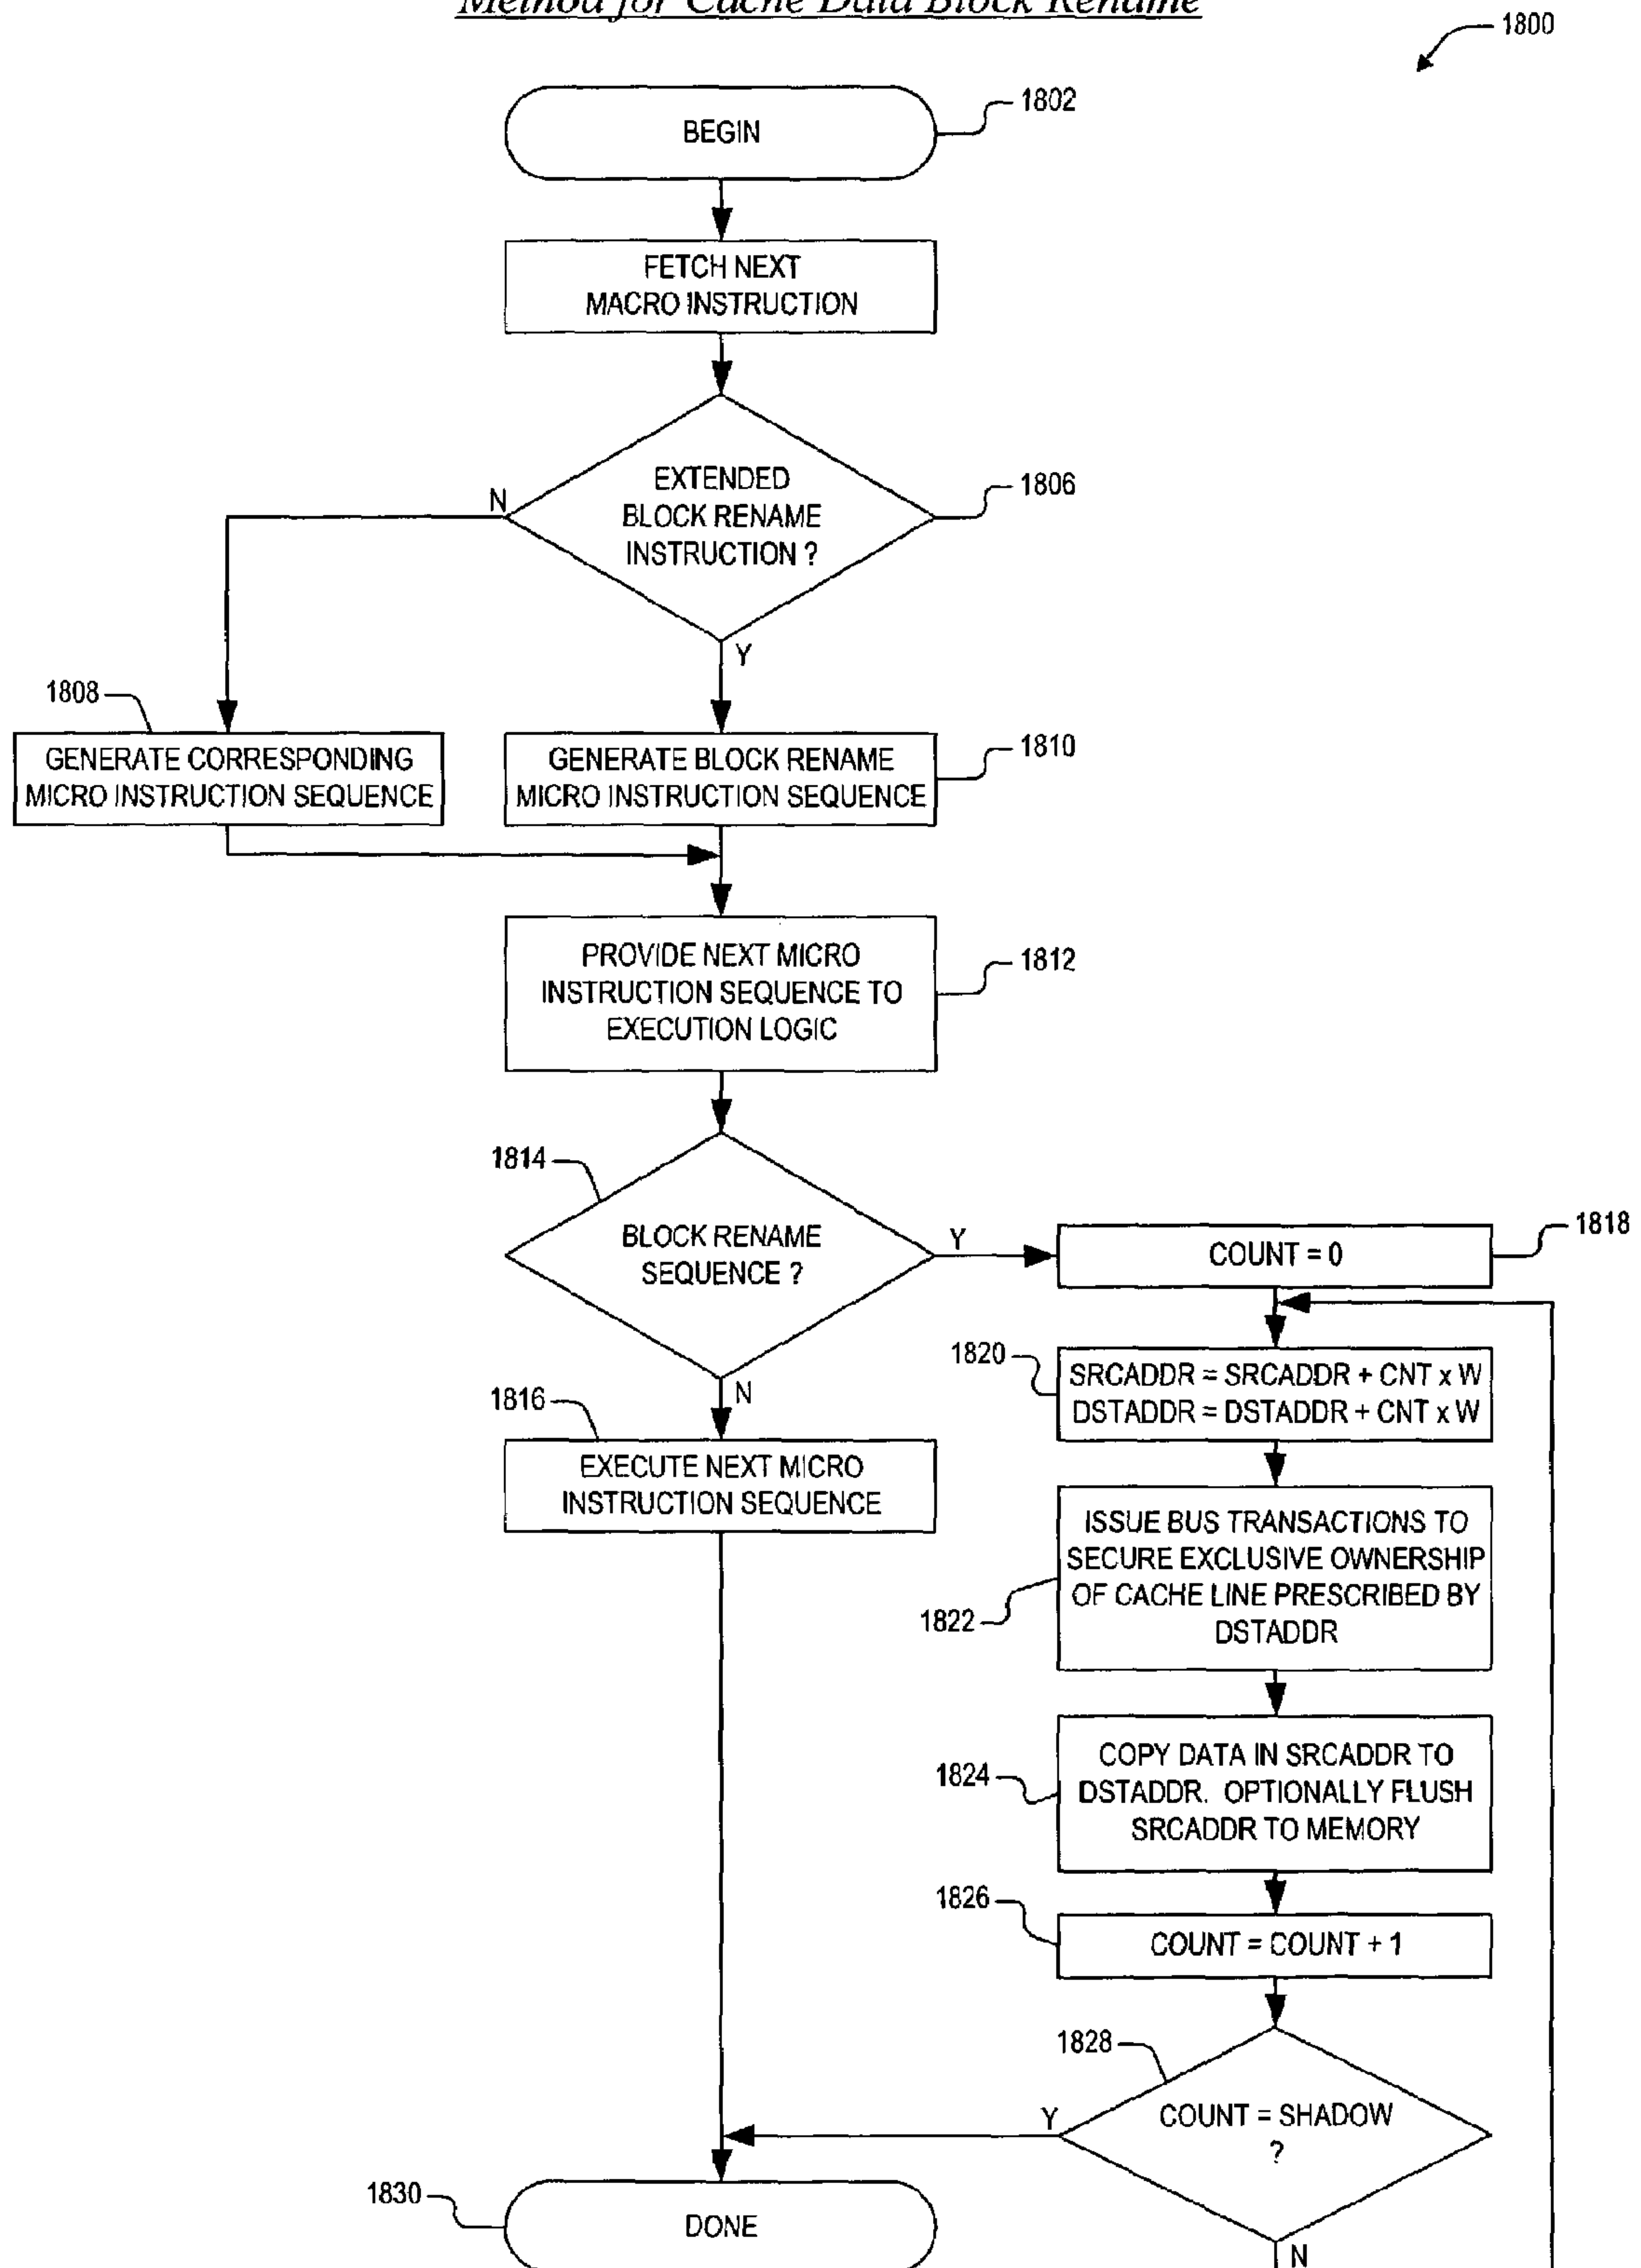 Method for Cache Data Block Rename
1800
BEGIN
1802
FETCH NEXT
MACRO INSTRUCTION
EXTENDED
BLOCK RENAME
INSTRUCTION ?
1806
N
Y
1808
GENERATE CORRESPONDING
MICRO INSTRUCTION SEQUENCE
GENERATE BLOCK RENAME
MICRO INSTRUCTION SEQUENCE
1810
PROVIDE NEXT MICRO
INSTRUCTION SEQUENCE TO
EXECUTION LOGIC
1812
1814
BLOCK RENAME
SEQUENCE ?
Y
N
1816
EXECUTE NEXT MICRO
INSTRUCTION SEQUENCE
COUNT = 0
1818
1820
SRCADDR = SRCADDR + CNT x W
DSTADDR = DSTADDR + CNT x W
ISSUE BUS TRANSACTIONS TO
SECURE EXCLUSIVE OWNERSHIP
OF CACHE LINE PRESCRIBED BY
DSTADDR
1822
COPY DATA IN SRCADDR TO
DSTADDR. OPTIONALLY FLUSH
SRCADDR TO MEMORY
1824
1826
COUNT = COUNT + 1
1828
COUNT = SHADOW
?
Y
N
1830
DONE